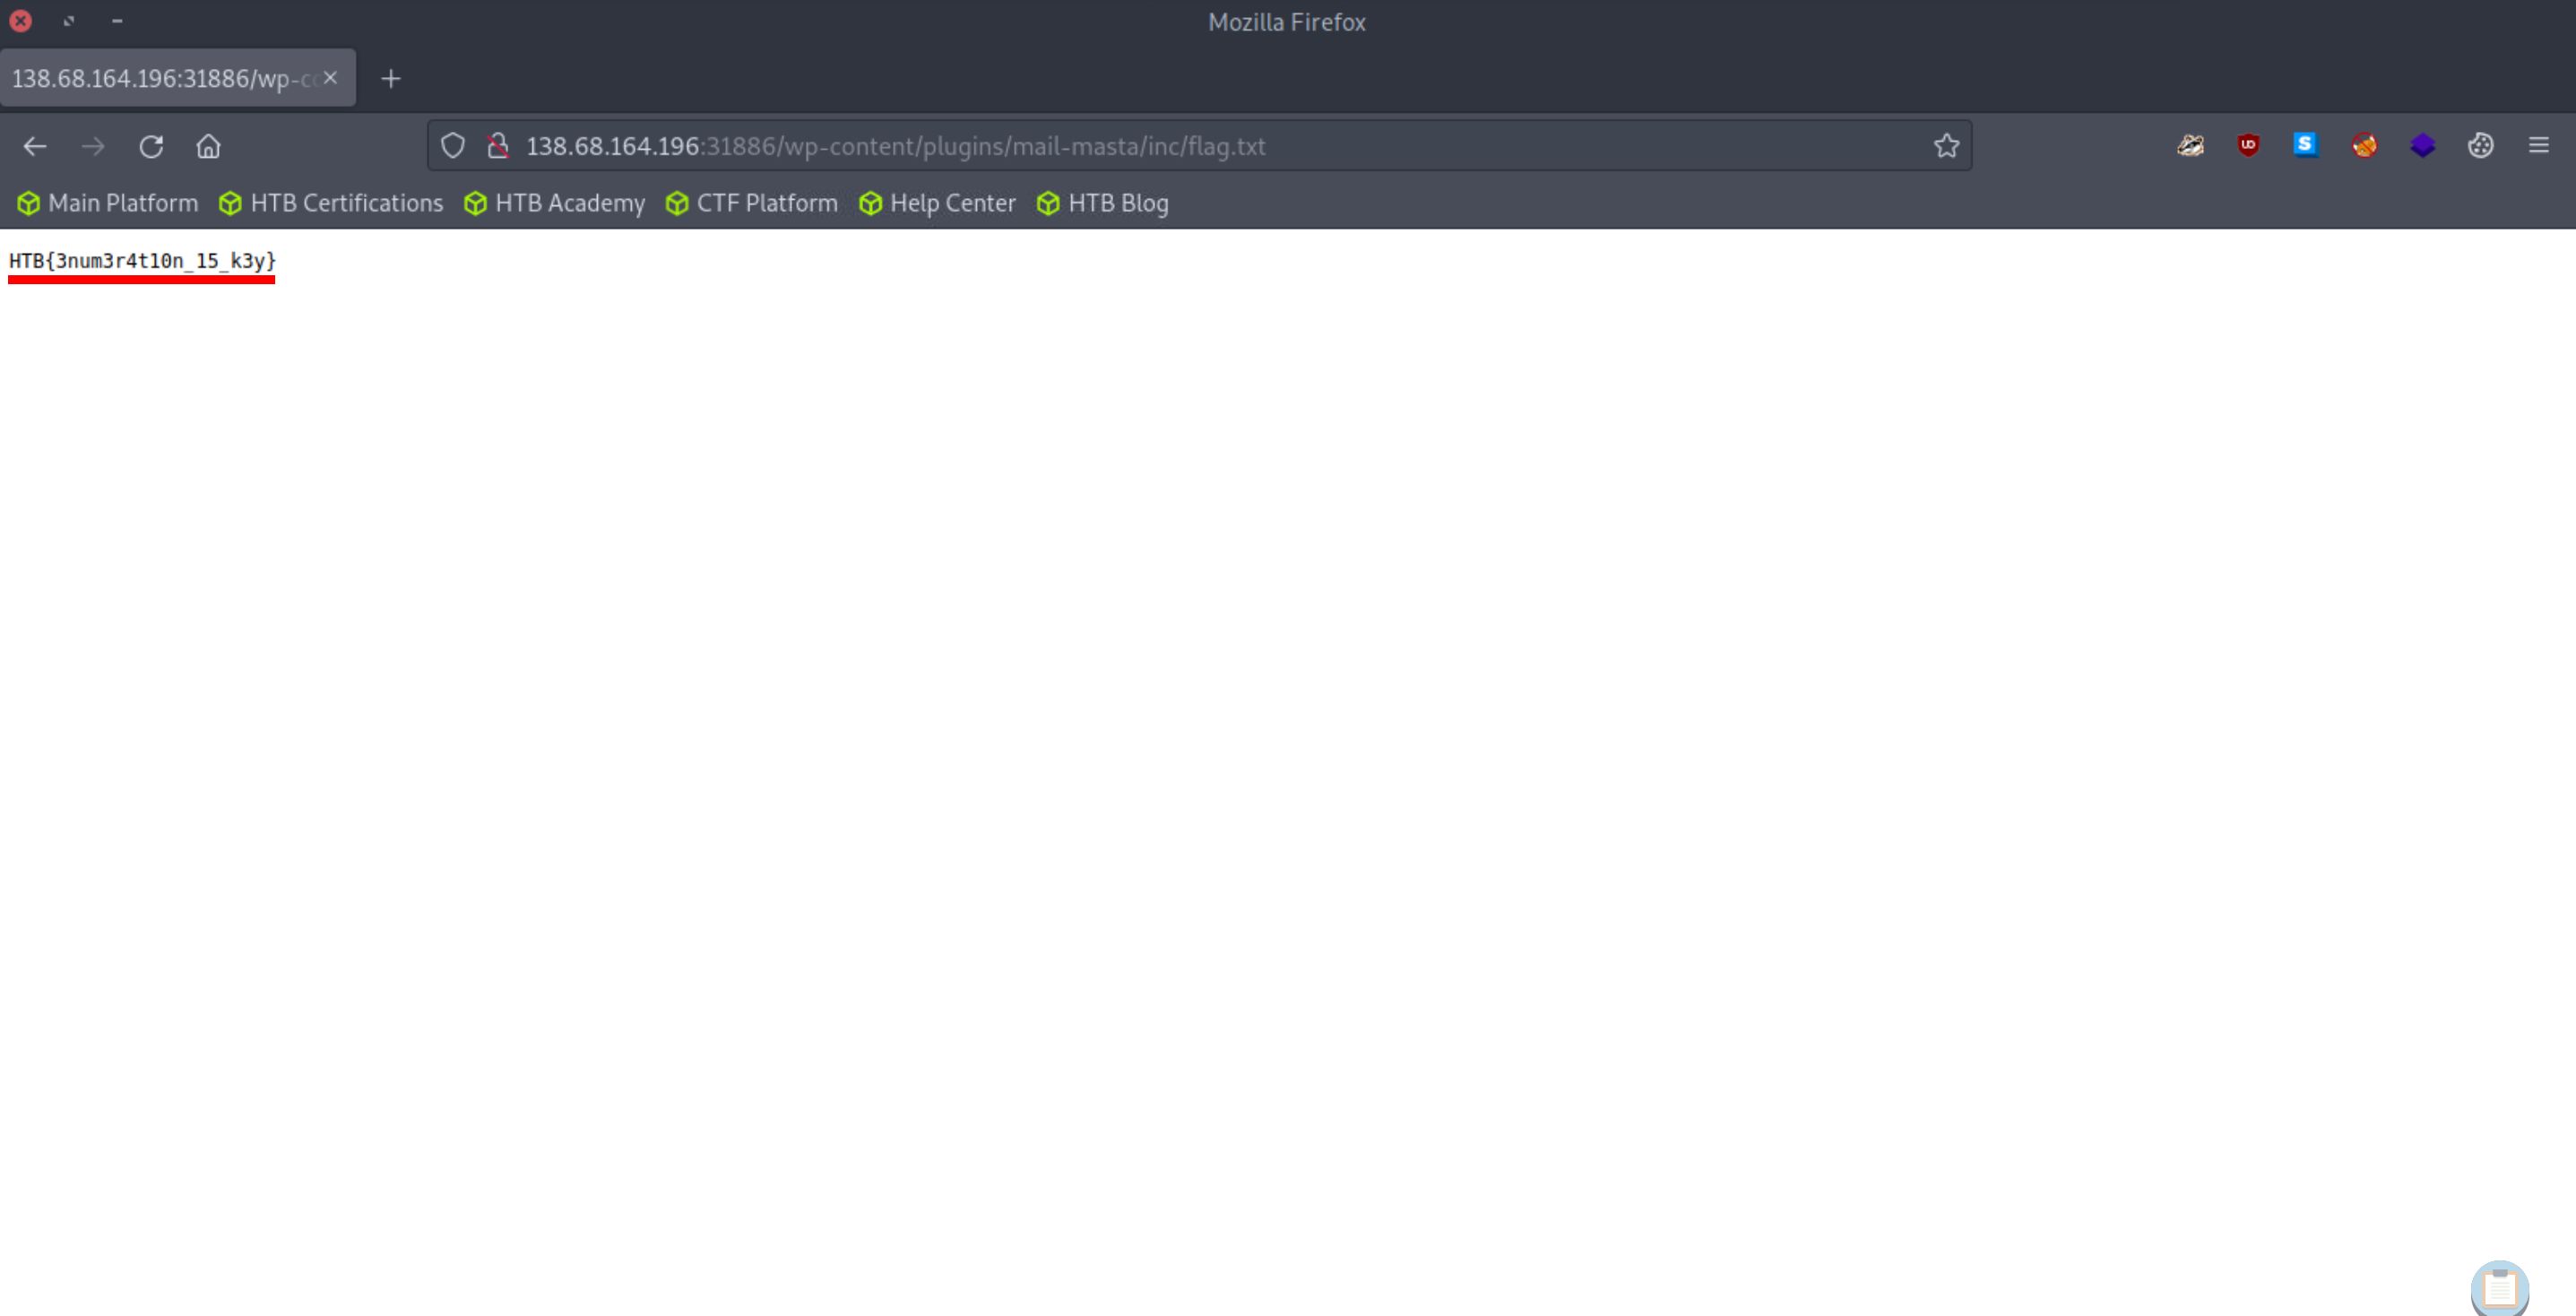 Mozilla Firefox
138.68.164.196:31886/wp-c
138.68.164.196:31886/wp-content/plugins/mail-masta/inc/flag.txt
Main Platform HTB Certifications HTB Academy CTF Platform Help Center HTB Blog
HTB{3num3r4t10n_15_k3y}